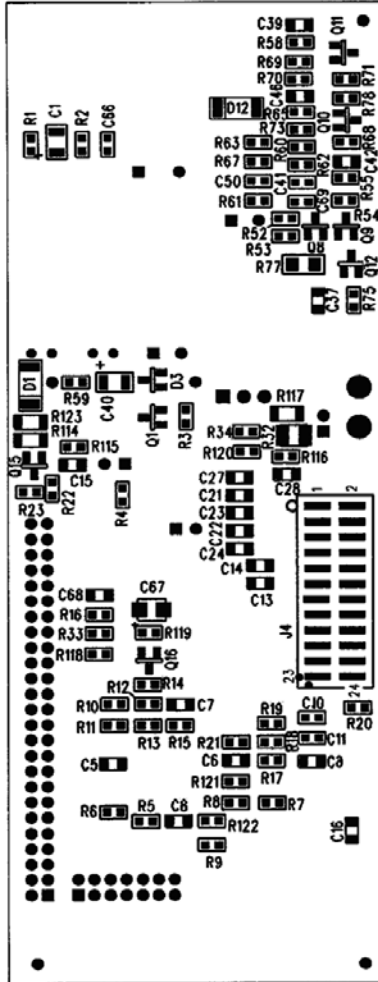 C39
Q11
R58
R69
R70
R71
C46
R78
D12
R65
Q10
R1
C1
R2
C66
R73
R68
R63
R60
R62
C42
R67
R55
C50
C41
R61
C69
R54
R52
R53
Q8
Q9
R77
Q12
C37
R75
+
D1
R59
C40
D3
R117
R123
R114
Q1
R3
R34
R32
R115
R120
R116
Q15
C15
C27
C28
R23
R22
R4
C21
C23
C22
C24
1
2
C14
C13
C68
C67
R16
R33
R119
J4
R118
Q16
R12
R14
23
24
R10
C7
R19
C10
R20
R11
R13
R15
R21
R18
C11
C5
C6
R17
C9
R121
R6
R8
R7
R5
C8
R122
C16
R9